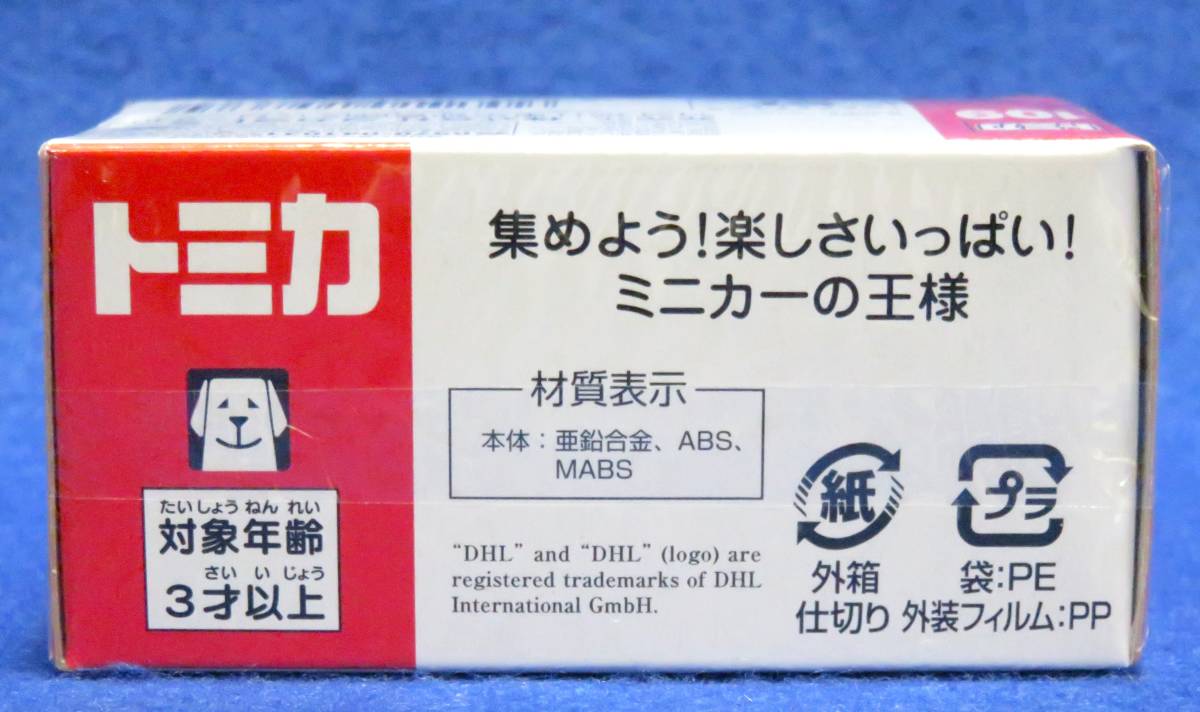 トミカ
集めよう!楽しさいっぱい!
ミニカーの王様
材質表示
本体：亜鉛合金、ABS、
MABS
たいしょう ねん れい
対象年齢
さい い じょう
3才以上
"DHL" and "DHL" (logo) are
registered trademarks of DHL
International GmbH.
紙
外箱
仕切り
プラ
袋:PE
外装フィルム:PP
109